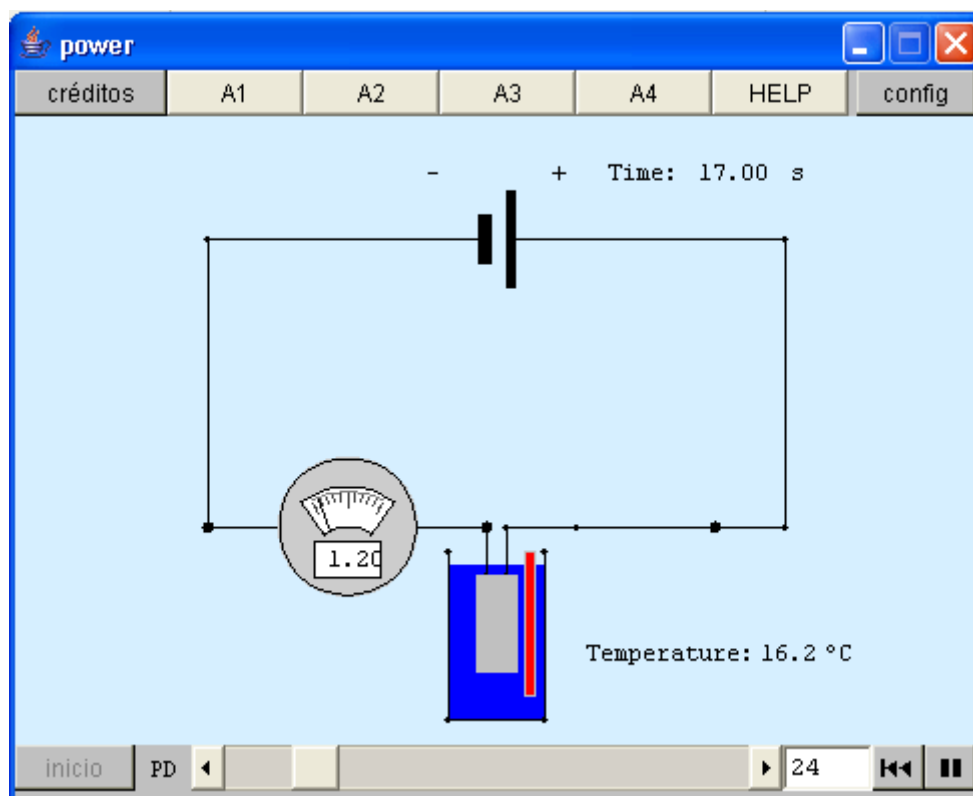 power
créditos A1 A2 A3 A4 HELP config
- + Time: 17.00 s
1.20
Temperature: 16.2 °C
inicio PD 24